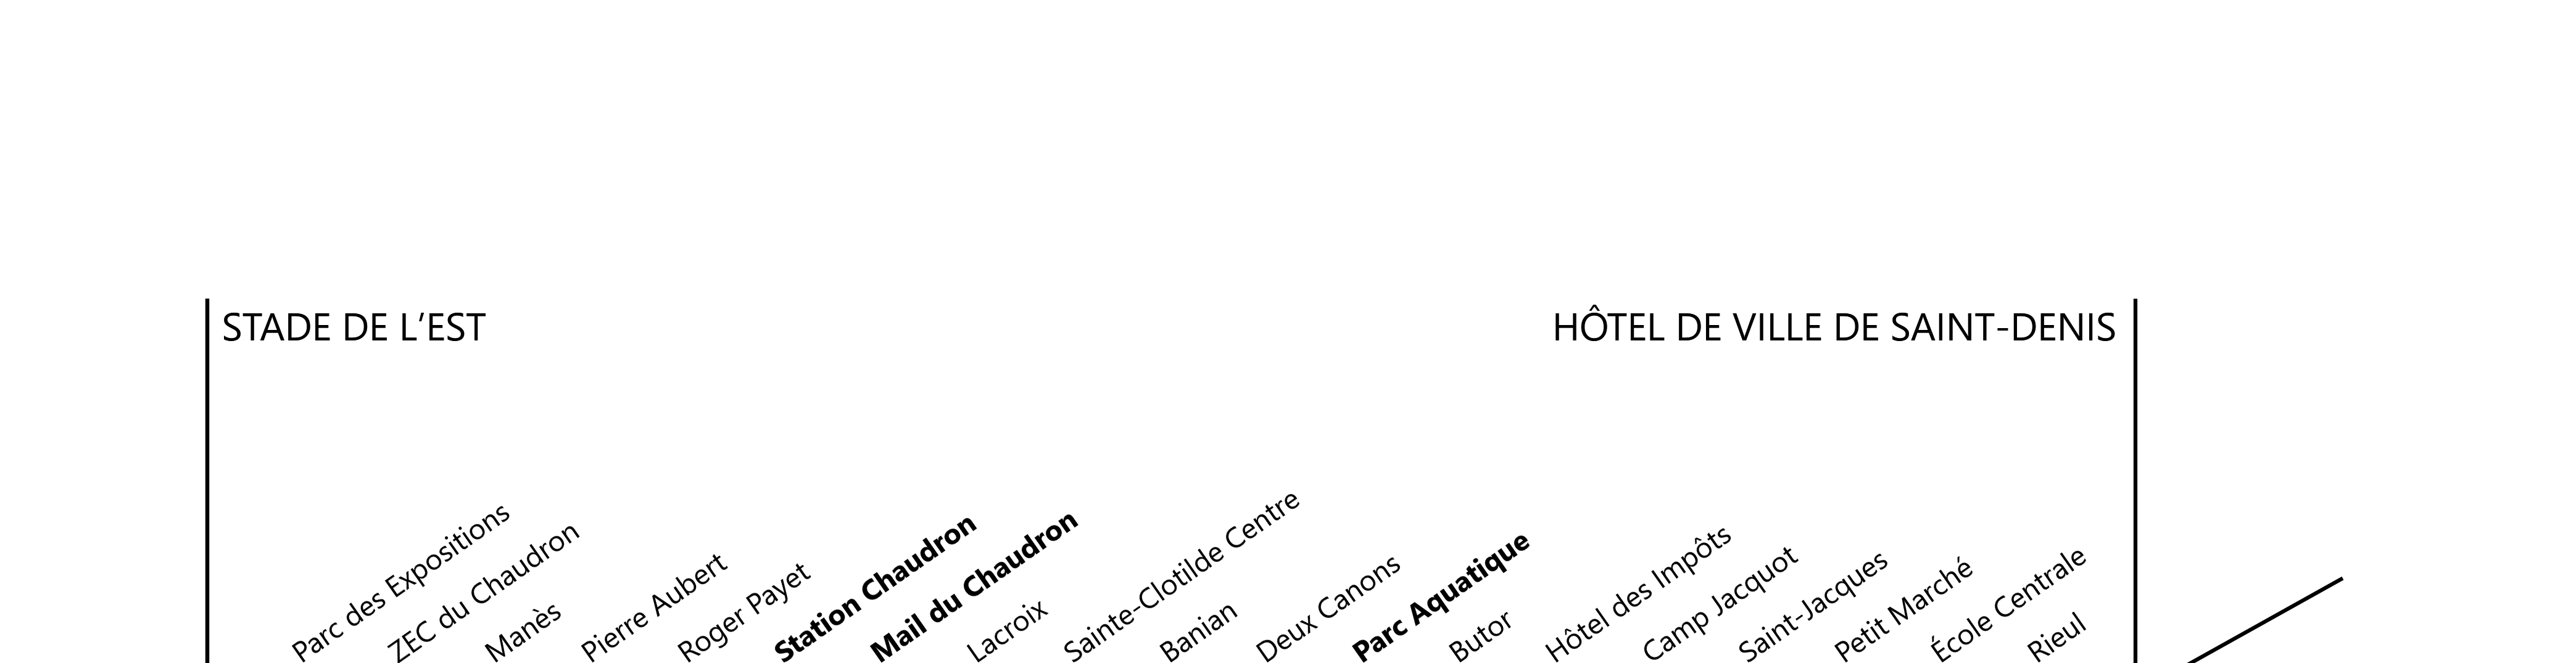 STADE DE L’EST
HÔTEL DE VILLE DE SAINT-DENIS
Parc des Expositions
ZEC du Chaudron
Manès
Pierre Aubert
Roger Payet
Station Chaudron
Mail du Chaudron
Lacroix
Sainte-Clotilde Centre
Banian
Deux Canons
Parc Aquatique
Butor
Hôtel des Impôts
Camp Jacquot
Saint-Jacques
Petit Marché
École Centrale
Rieul